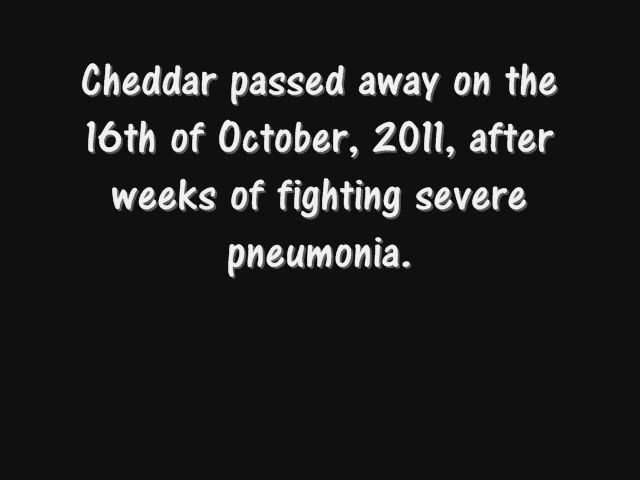 Cheddar passed away on the
16th of October, 2011, after
weeks of fighting severe
pneumonia.